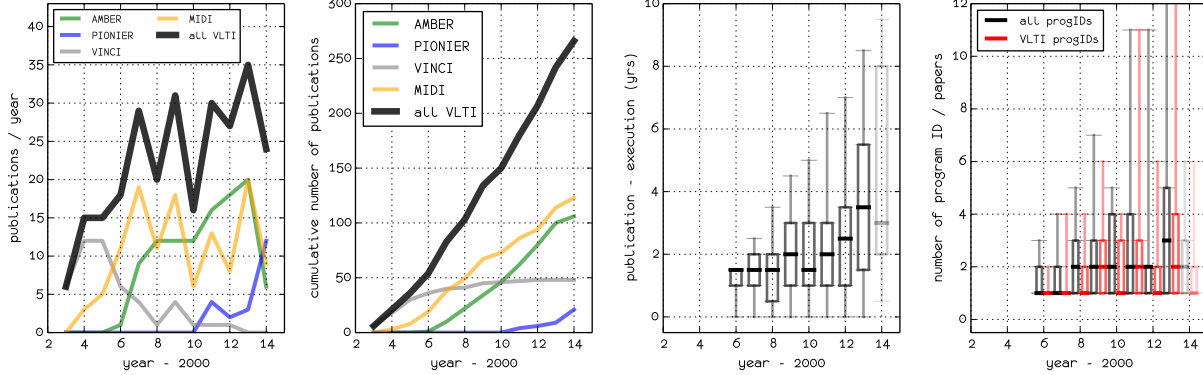 publications / year
40
35
30
25
20
15
10
5
0
AMBER
PIONIER
VINCI
MIDI
all VLTI
2 4 6 8 10 12 14
year - 2000
cumulative number of publications
300
250
200
150
100
50
0
AMBER
PIONIER
VINCI
MIDI
all VLTI
2 4 6 8 10 12 14
year - 2000
publication - execution (yrs)
10
8
6
4
2
0
2 4 6 8 10 12 14
year - 2000
number of program ID / papers
12
10
8
6
4
2
0
all progIDs
VLTI progIDs
2 4 6 8 10 12 14
year - 2000